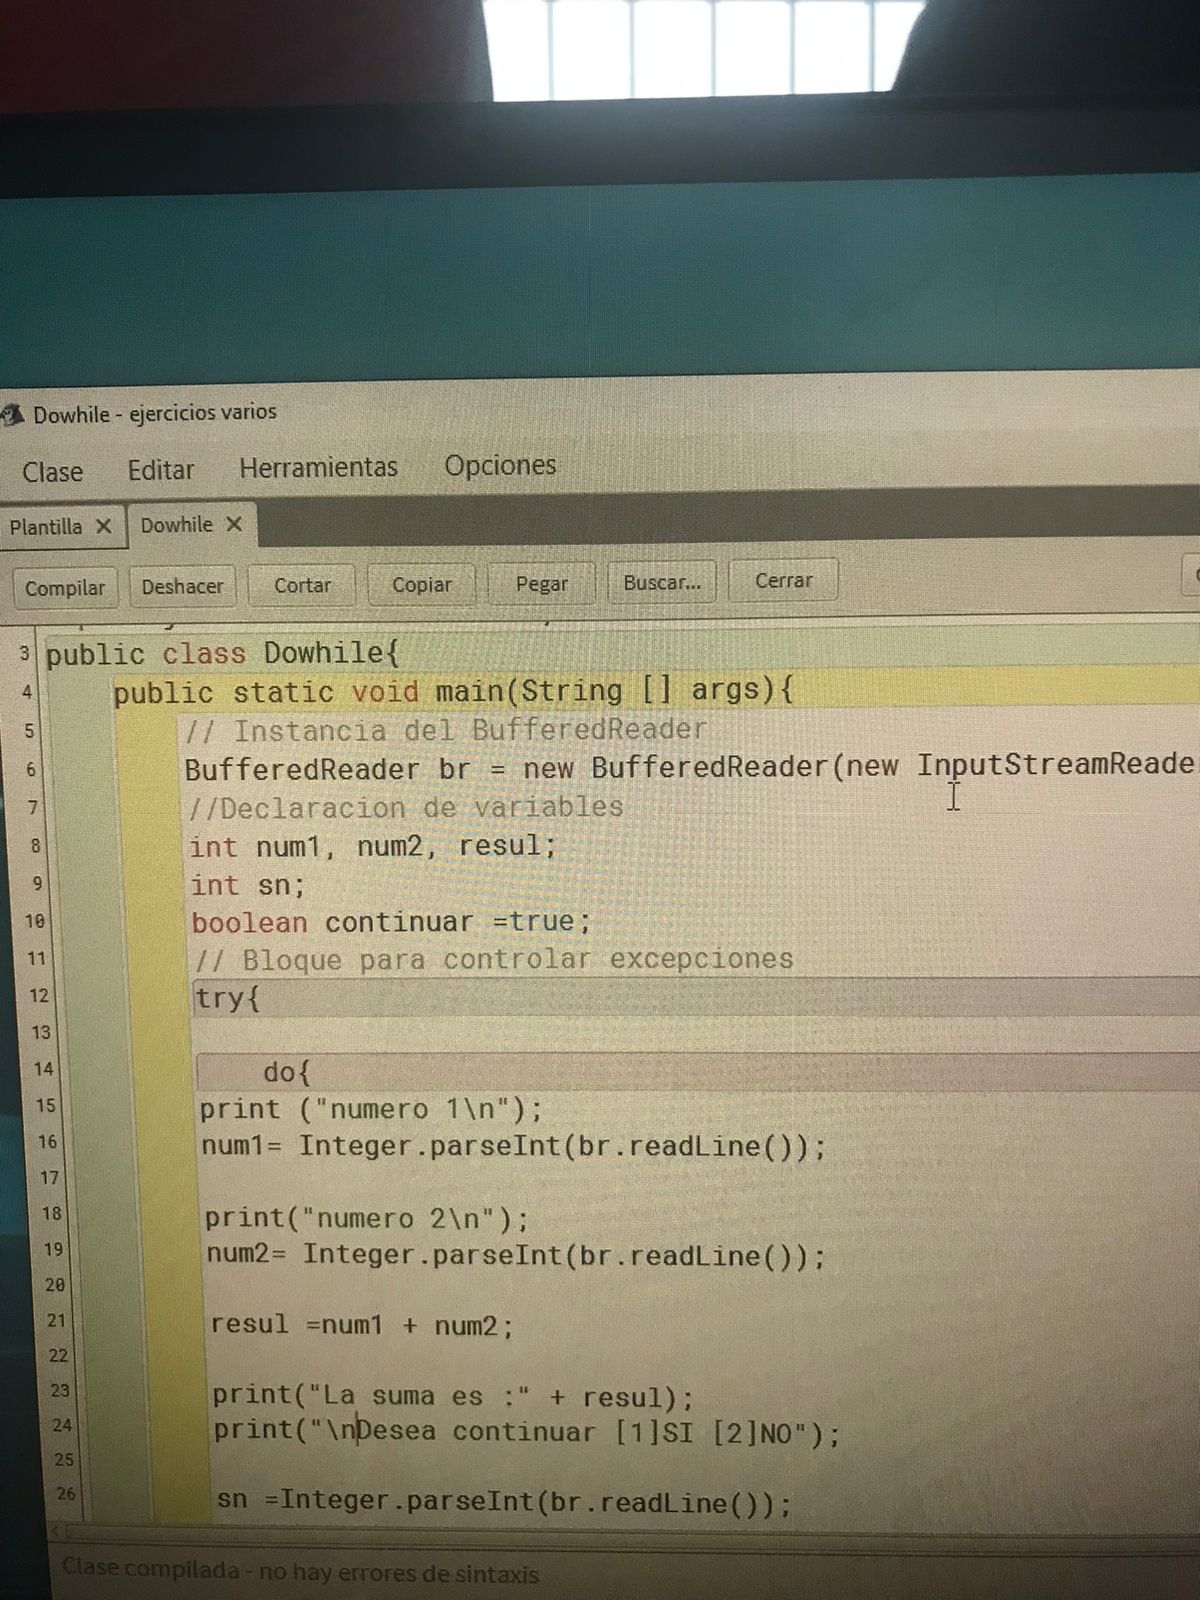 Dowhile - ejercicios varios
Clase Editar Herramientas Opciones
Plantilla X Dowhile X
Compilar Deshacer Cortar Copiar Pegar Buscar... Cerrar
3 public class Dowhile{
4 public static void main(String [] args){
5 // Instancia del BufferedReader
6 BufferedReader br = new BufferedReader(new InputStreamReade
7 //Declaracion de variables
8 int num1, num2, resul;
9 int sn;
10 boolean continuar =true;
11 // Bloque para controlar excepciones
12 try{
13
14 do{
15 print ("numero 1\n");
16 num1= Integer.parseInt(br.readLine());
17
18 print("numero 2\n");
19 num2= Integer.parseInt(br.readLine());
20
21 resul =num1 + num2;
22
23 print("La suma es :" + resul);
24 print("\nDesea continuar [1]SI [2]NO");
25
26 sn =Integer.parseInt(br.readLine());
Clase compilada - no hay errores de sintaxis